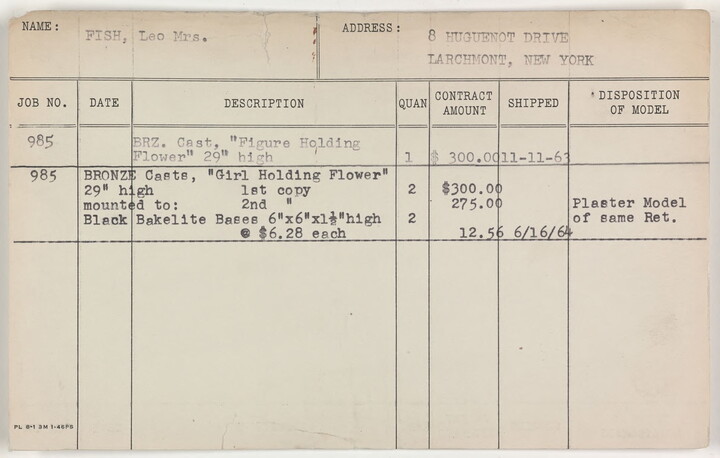 NAME: FISH, Leo Mrs. ADDRESS: 8 HUGUENOT DRIVE
LARCHMONT, NEW YORK
JOB NO. DATE DESCRIPTION QUAN CONTRACT AMOUNT SHIPPED * DISPOSITION OF MODEL
985 BRZ. Cast, "Figure Holding
Flower" 29" high 1 $ 300.00 11-11-63
985 BRONZE Casts, "Girl Holding Flower"
29" high 1st copy 2 $300.00
mounted to: 2nd " 275.00 Plaster Model
Black Bakelite Bases 6"x6"x1½"high 2 of same Ret.
@ $6.28 each 12.56 6/16/64
PL 8-1 3M 1-46PB